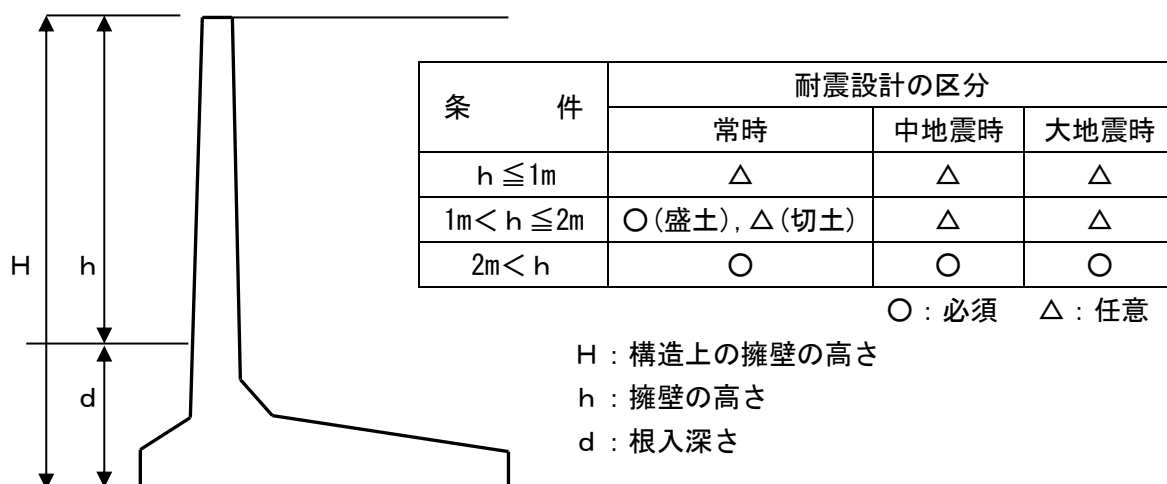 条　　　件 耐震設計の区分
常時 中地震時 大地震時
ｈ≦1m △ △ △
1m＜ｈ≦2m ○(盛土)，△(切土) △ △
2m＜ｈ ○ ○ ○
○：必須　△：任意
Ｈ ｈ
ｄ
Ｈ：構造上の擁壁の高さ
ｈ：擁壁の高さ
ｄ：根入深さ